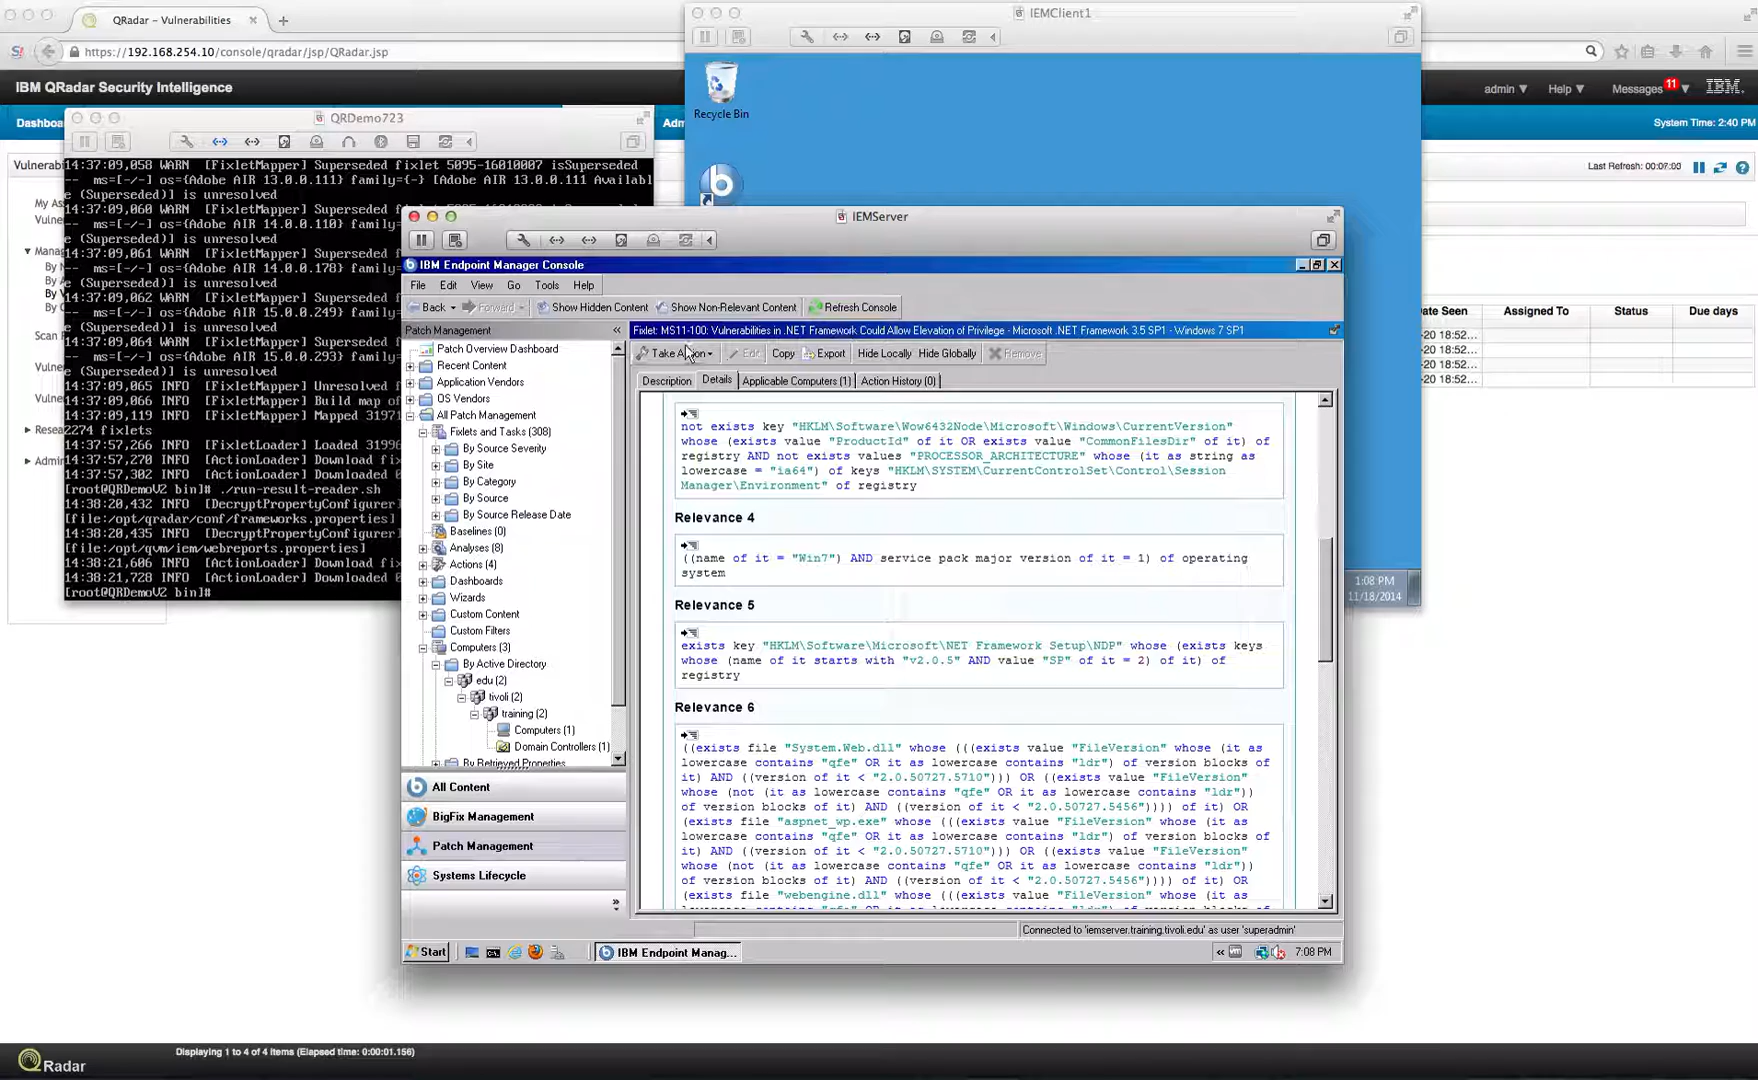 QRadar – Vulnerabilities
https://192.168.254.10/console/qradar/jsp/QRadar.jsp
IBM QRadar Security Intelligence
admin ▼ Help ▼ Messages 11 ▼ IBM.
System Time: 2:40 PM
Last Refresh: 00:07:00
Assigned To Status Due days
IEMClient1
Recycle Bin
1:08 PM
11/18/2014
QRDemo723
14:37:09,058 WARN [FixletMapper] Superseded fixlet 5095-16010007 isSuperseded
-- ms=[-/-] os={Adobe AIR 13.0.0.111} family={-} [Adobe AIR 13.0.0.111 Availabl
e (Superseded)] is unresolved
14:37:09,060 WARN [FixletMapper] Superseded
-- ms=[-/-] os={Adobe AIR 14.0.0.110} family=
e (Superseded)] is unresolved
14:37:09,061 WARN [FixletMapper] Superseded
-- ms=[-/-] os={Adobe AIR 14.0.0.178} family=
e (Superseded)] is unresolved
14:37:09,062 WARN [FixletMapper] Superseded
-- ms=[-/-] os={Adobe AIR 15.0.0.249} family=
e (Superseded)] is unresolved
14:37:09,064 WARN [FixletMapper] Superseded
-- ms=[-/-] os={Adobe AIR 15.0.0.293} family=
e (Superseded)] is unresolved
14:37:09,065 INFO [FixletMapper] Unresolved
14:37:09,066 INFO [FixletMapper] Build map of
14:37:09,119 INFO [FixletMapper] Mapped 31971
2274 fixlets
14:37:57,266 INFO [FixletLoader] Loaded 31996
14:37:57,270 INFO [ActionLoader] Download fix
14:37:57,302 INFO [ActionLoader] Downloaded
[root@QRDemoV2 bin]# ./run-result-reader.sh
14:38:20,432 INFO [DecryptPropertyConfigurer]
[file:/opt/qradar/conf/frameworks.properties]
14:38:20,435 INFO [DecryptPropertyConfigurer]
[file:/opt/qvm/iem/webreports.properties]
14:38:21,606 INFO [ActionLoader] Download fix
14:38:21,728 INFO [ActionLoader] Downloaded
[root@QRDemoV2 bin]#
IEMServer
IBM Endpoint Manager Console
File Edit View Go Tools Help
Back Forward Show Hidden Content Show Non-Relevant Content Refresh Console
Patch Management
Patch Overview Dashboard
Recent Content
Application Vendors
OS Vendors
All Patch Management
Fixlets and Tasks (308)
By Source Severity
By Site
By Category
By Source
By Source Release Date
Baselines (0)
Analyses (8)
Actions (4)
Dashboards
Wizards
Custom Content
Custom Filters
Computers (3)
By Active Directory
edu (2)
tivoli (2)
training (2)
Computers (1)
Domain Controllers (1)
By Retrieved Properties
All Content
BigFix Management
Patch Management
Systems Lifecycle
Fixlet: MS11-100: Vulnerabilities in .NET Framework Could Allow Elevation of Privilege - Microsoft .NET Framework 3.5 SP1 - Windows 7 SP1
Take Action Edit Copy Export Hide Locally Hide Globally Remove
Description Details Applicable Computers (1) Action History (0)
not exists key "HKLM\Software\Wow6432Node\Microsoft\Windows\CurrentVersion"
whose (exists value "ProductId" of it OR exists value "CommonFilesDir" of it) of
registry AND not exists values "PROCESSOR_ARCHITECTURE" whose (it as string as
lowercase = "ia64") of keys "HKLM\SYSTEM\CurrentControlSet\Control\Session
Manager\Environment" of registry
Relevance 4
((name of it = "Win7") AND service pack major version of it = 1) of operating
system
Relevance 5
exists key "HKLM\Software\Microsoft\NET Framework Setup\NDP" whose (exists keys
whose (name of it starts with "v2.0.5" AND value "SP" of it = 2) of it) of
registry
Relevance 6
((exists file "System.Web.dll" whose (((exists value "FileVersion" whose (it as
lowercase contains "qfe" OR it as lowercase contains "ldr") of version blocks of
it) AND ((version of it < "2.0.50727.5710"))) OR ((exists value "FileVersion"
whose (not (it as lowercase contains "qfe" OR it as lowercase contains "ldr"))
of version blocks of it) AND ((version of it < "2.0.50727.5456")))) of it) OR
(exists file "aspnet_wp.exe" whose (((exists value "FileVersion" whose (it as
lowercase contains "qfe" OR it as lowercase contains "ldr") of version blocks of
it) AND ((version of it < "2.0.50727.5710"))) OR ((exists value "FileVersion"
whose (not (it as lowercase contains "qfe" OR it as lowercase contains "ldr"))
of version blocks of it) AND ((version of it < "2.0.50727.5456")))) of it) OR
(exists file "webengine.dll" whose (((exists value "FileVersion" whose (it as
Connected to 'iemserver.training.tivoli.edu' as user 'superadmin'
Start IBM Endpoint Manag... 7:08 PM
Displaying 1 to 4 of 4 items (Elapsed time: 0:00:01.156)
QRadar